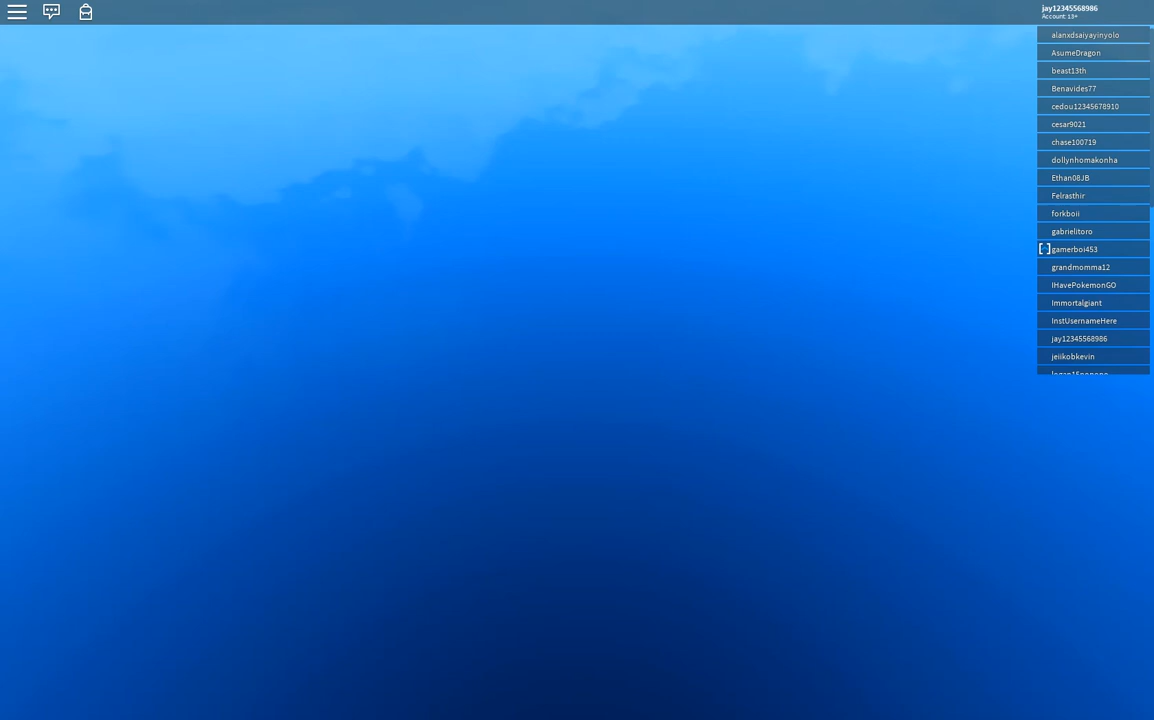 jay12345568986
Account: 13+
alanxdsaiyayinyolo
AsumeDragon
beast13th
Benavides77
cedou12345678910
cesar9021
chase100719
dollynhomakonha
Ethan08JB
Felrasthir
forkboii
gabrielitoro
gamerboi453
grandmomma12
IHavePokemonGO
Immortalgiant
InstUsernameHere
jay12345568986
jeiikobkevin